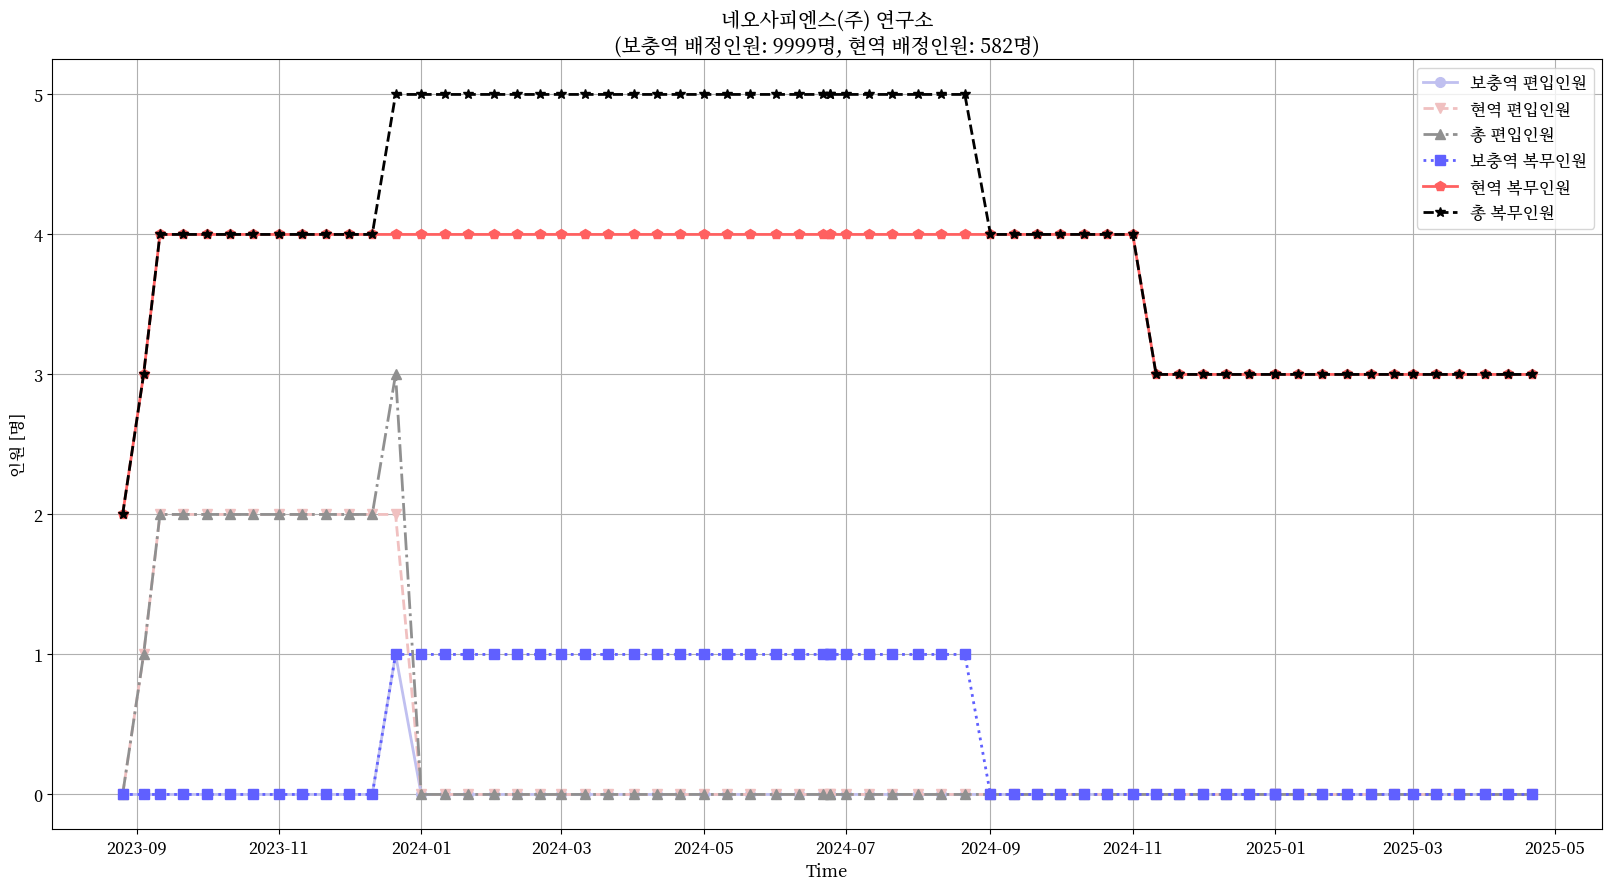 네오사피엔스(주) 연구소
(보충역 배정인원: 9999명, 현역 배정인원: 582명)
보충역 편입인원
현역 편입인원
총 편입인원
보충역 복무인원
현역 복무인원
총 복무인원
인원 [명]
5
4
3
2
1
0
2023-09
2023-11
2024-01
2024-03
2024-05
2024-07
2024-09
2024-11
2025-01
2025-03
2025-05
Time